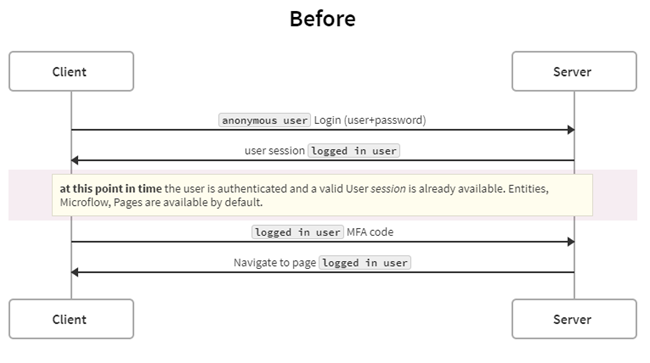 Before
Client Server
anonymous user Login (user+password)
user session logged in user
at this point in time the user is authenticated and a valid User session is already available. Entities,
Microflow, Pages are available by default.
logged in user MFA code
Navigate to page logged in user
Client Server